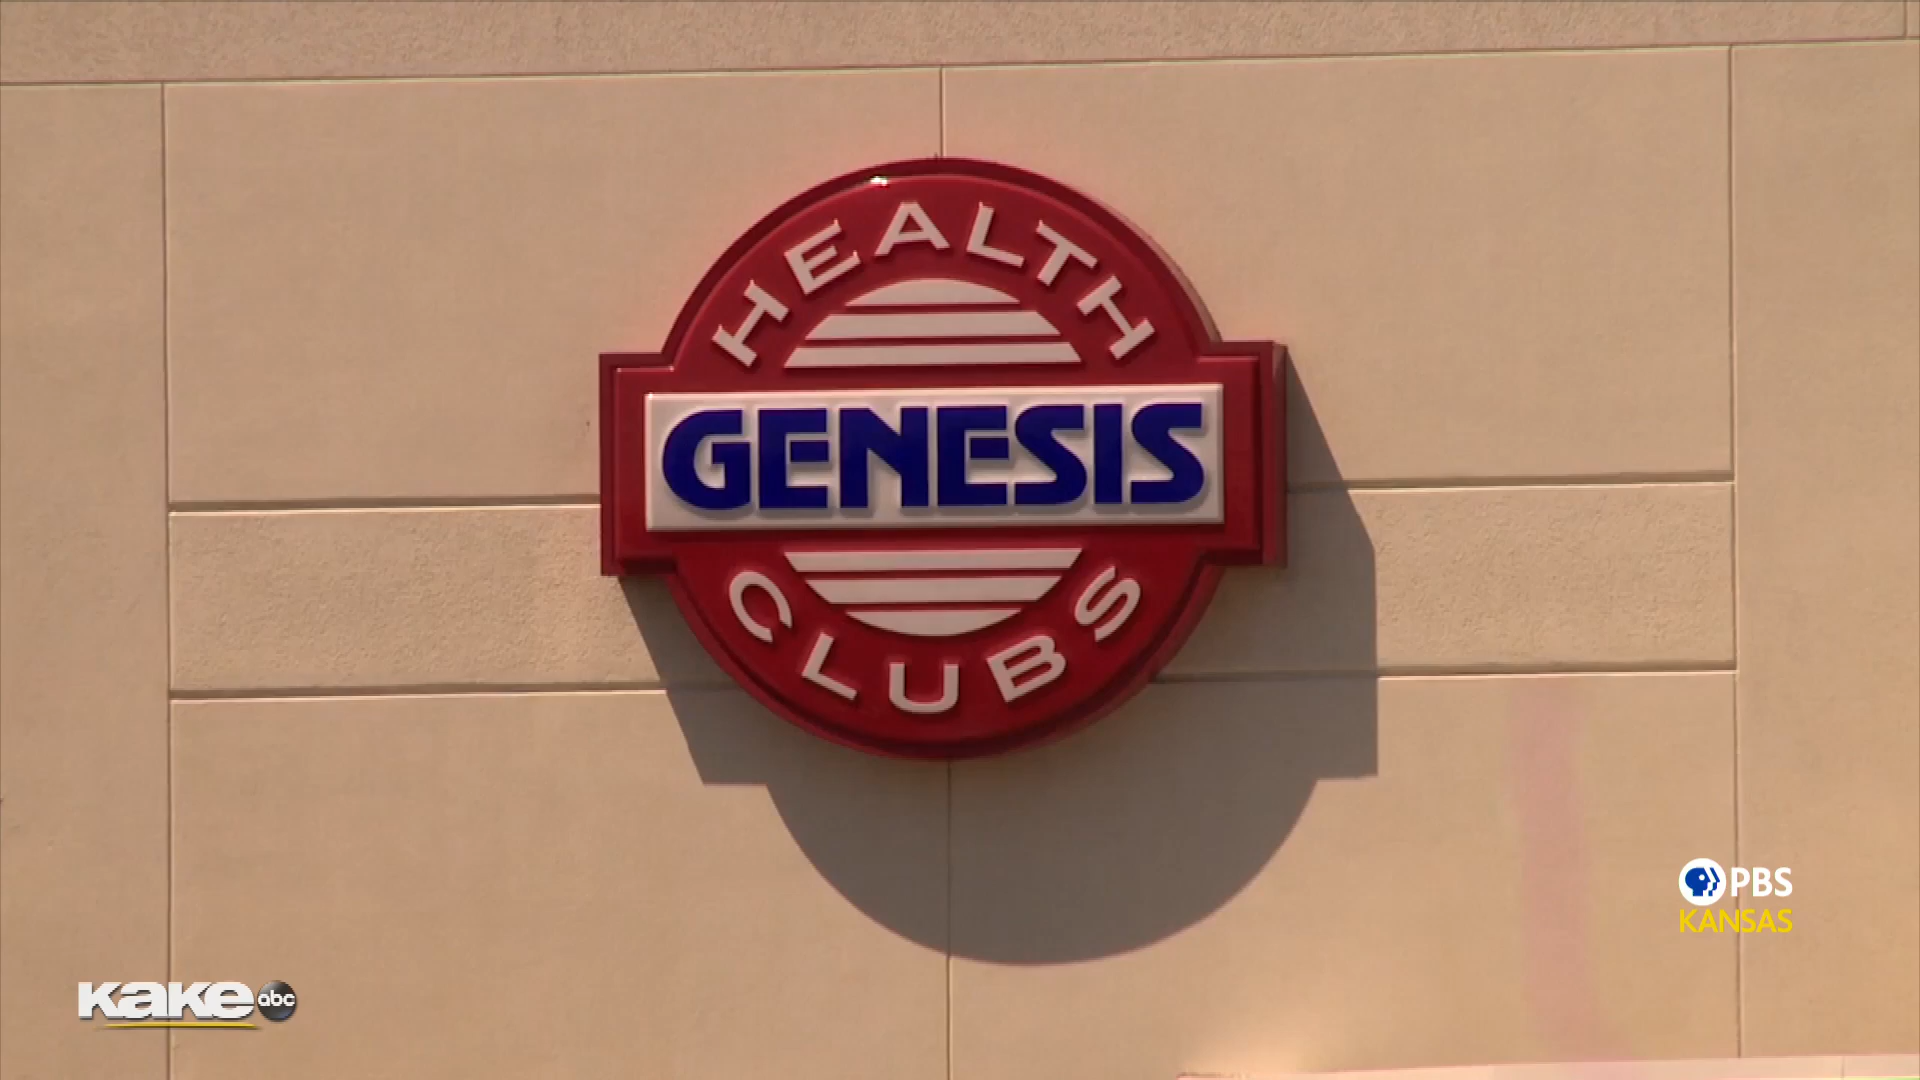 HEALTH
GENESIS
CLUBS
PBS
KANSAS
KAKE abc